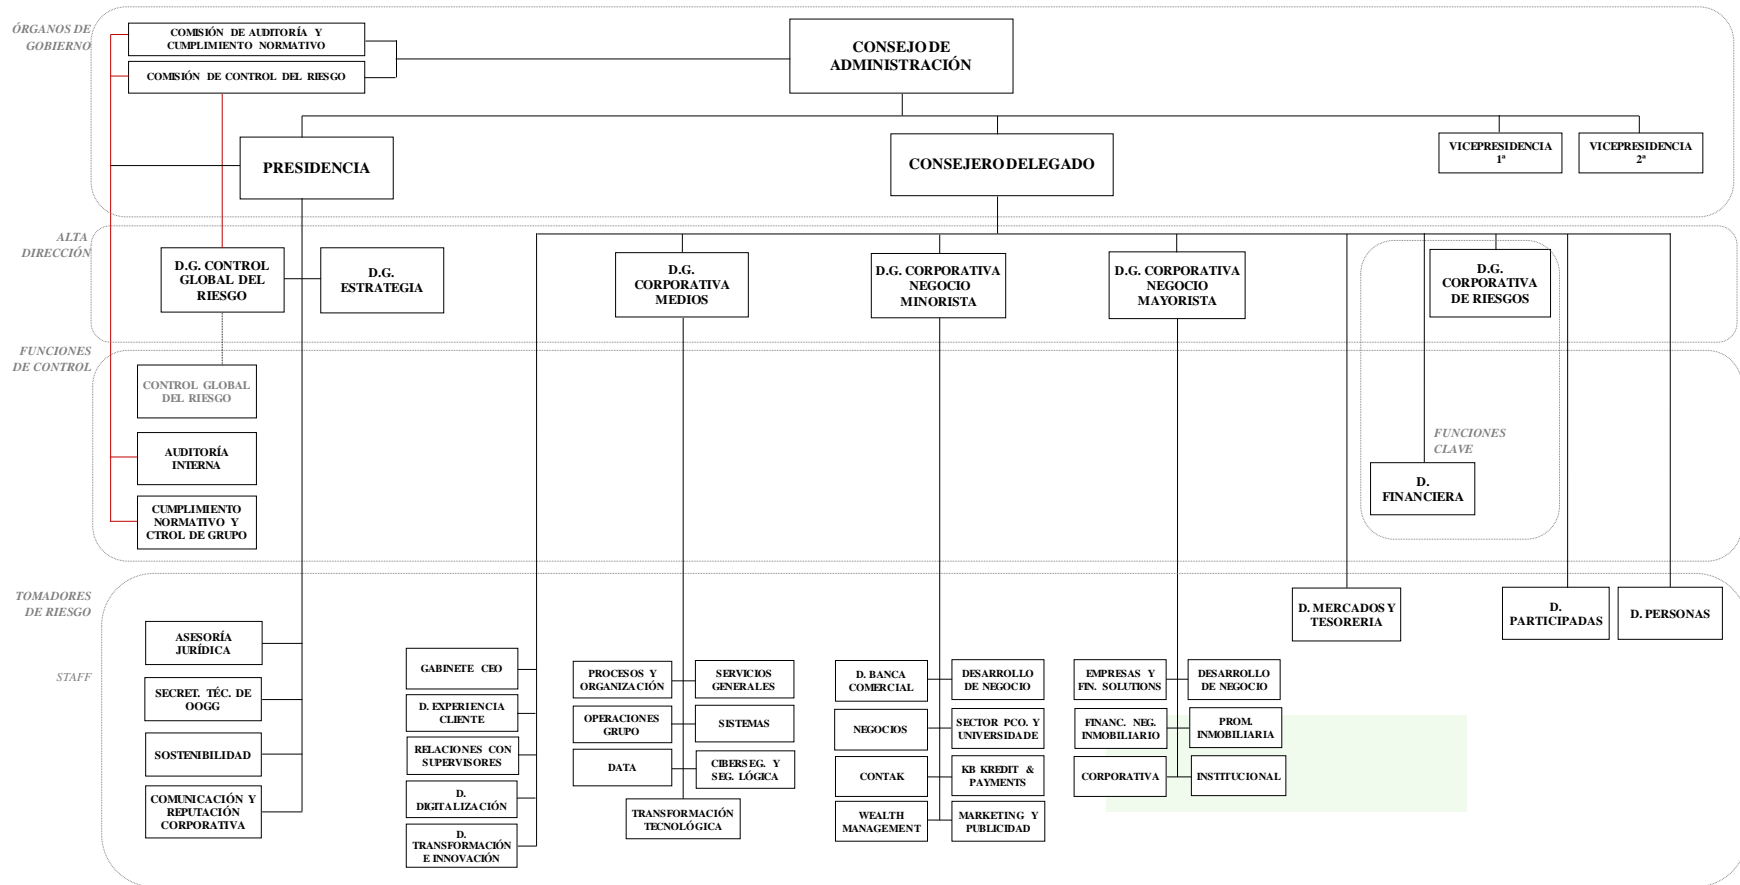 ÓRGANOS DE
GOBIERNO
COMISIÓN DE AUDITORÍA Y
CUMPLIMIENTO NORMATIVO
COMISIÓN DE CONTROL DEL RIESGO
CONSEJO DE
ADMINISTRACIÓN
PRESIDENCIA
CONSEJERO DELEGADO
VICEPRESIDENCIA
1ª
VICEPRESIDENCIA
2ª
ALTA
DIRECCIÓN
D.G. CONTROL
GLOBAL DEL
RIESGO
D.G.
ESTRATEGIA
D.G.
CORPORATIVA
MEDIOS
D.G. CORPORATIVA
NEGOCIO
MINORISTA
D.G. CORPORATIVA
NEGOCIO
MAYORISTA
D.G.
CORPORATIVA
DE RIESGOS
FUNCIONES
DE CONTROL
CONTROL GLOBAL
DEL RIESGO
AUDITORÍA
INTERNA
CUMPLIMIENTO
NORMATIVO Y
CTROL DE GRUPO
FUNCIONES
CLAVE
D.
FINANCIERA
TOMADORES
DE RIESGO
STAFF
D. MERCADOS Y
TESORERIA
D.
PARTICIPADAS
D. PERSONAS
ASESORÍA
JURÍDICA
SECRET. TÉC. DE
OOGG
SOSTENIBILIDAD
COMUNICACIÓN Y
REPUTACIÓN
CORPORATIVA
GABINETE CEO
D. EXPERIENCIA
CLIENTE
RELACIONES CON
SUPERVISORES
D.
DIGITALIZACIÓN
D.
TRANSFORMACIÓN
E INNOVACIÓN
PROCESOS Y
ORGANIZACIÓN
SERVICIOS
GENERALES
OPERACIONES
GRUPO
SISTEMAS
DATA
CIBERSEG. Y
SEG. LÓGICA
TRANSFORMACIÓN
TECNOLÓGICA
D. BANCA
COMERCIAL
DESARROLLO
DE NEGOCIO
NEGOCIOS
SECTOR PCO. Y
UNIVERSIDADE
CONTAK
KB KREDIT &
PAYMENTS
WEALTH
MANAGEMENT
MARKETING Y
PUBLICIDAD
EMPRESAS Y
FIN. SOLUTIONS
DESARROLLO
DE NEGOCIO
FINANC. NEG.
INMOBILIARIO
PROM.
INMOBILIARIA
CORPORATIVA
INSTITUCIONAL